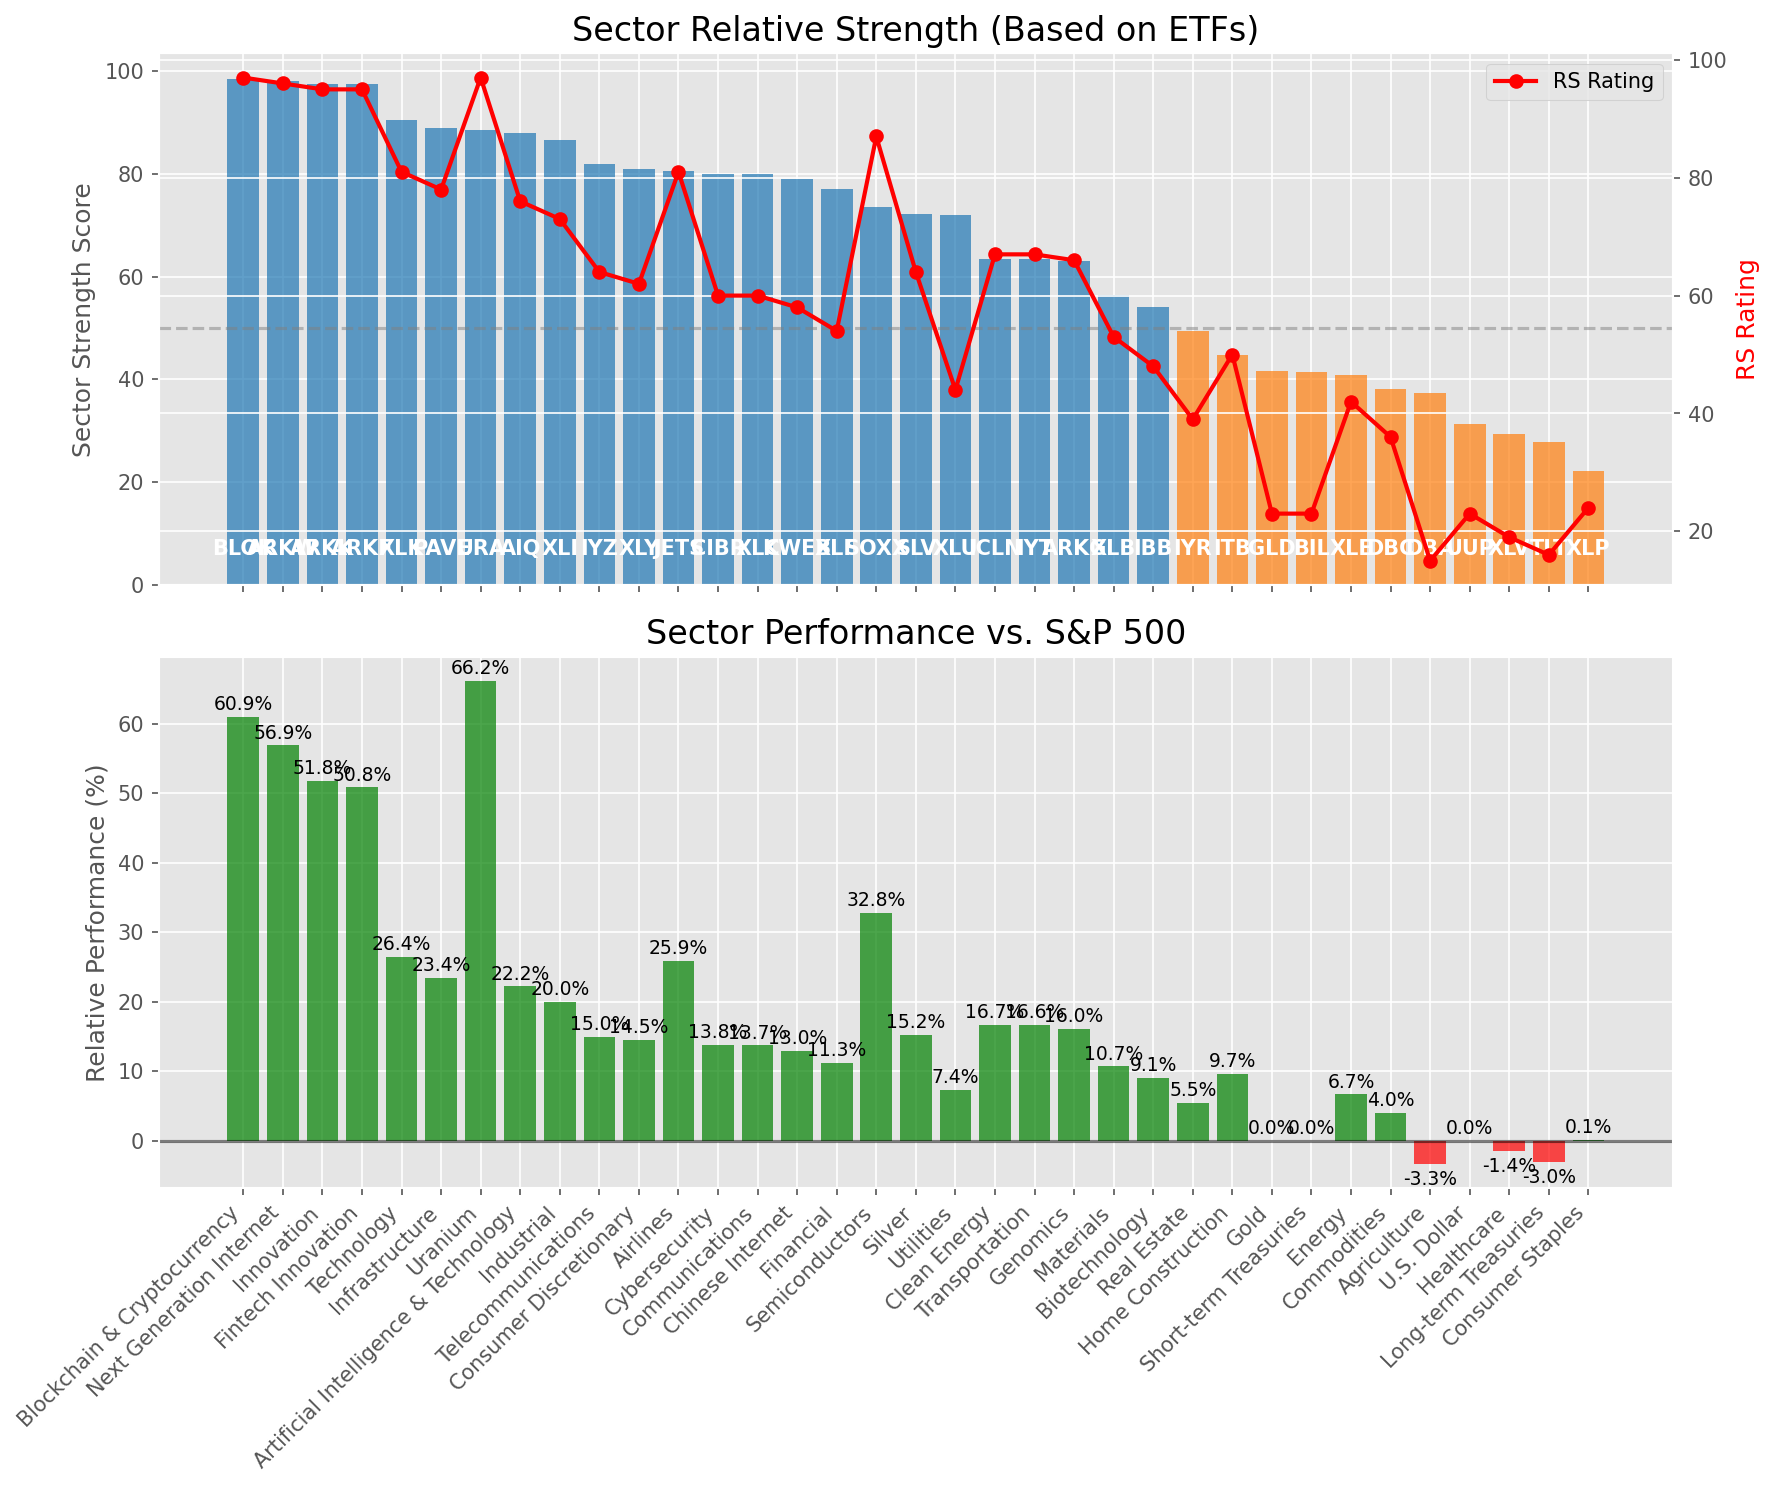 Sector Relative Strength (Based on ETFs)
100
80
60
40
20
0
Sector Strength Score
100
80
60
40
20
RS Rating
RS Rating
AIQ XLI IYZ XLY JETS CIBR SLV XLU IYR ITB GLD BIL XLE XLP
Sector Performance vs. S&P 500
60
50
40
30
20
10
0
Relative Performance (%)
60.9% 56.9% 51.8% 50.8% 26.4% 23.4% 66.2% 22.2% 20.0% 15.0% 14.5% 25.9% 13.8% 13.7% 13.0% 11.3% 32.8% 15.2% 7.4% 16.7% 16.6% 16.0% 10.7% 9.1% 5.5% 9.7% 0.0% 0.0% 6.7% 4.0% -3.3% 0.0% -1.4% -3.0% 0.1%
Blockchain & Cryptocurrency
Next Generation Internet
Innovation
Fintech Innovation
Technology
Infrastructure
Uranium
Artificial Intelligence & Technology
Industrial
Telecommunications
Consumer Discretionary
Airlines
Cybersecurity
Communications
Chinese Internet
Financial
Semiconductors
Silver
Utilities
Clean Energy
Transportation
Genomics
Materials
Biotechnology
Real Estate
Home Construction
Gold
Short-term Treasuries
Energy
Commodities
Agriculture
U.S. Dollar
Healthcare
Long-term Treasuries
Consumer Staples